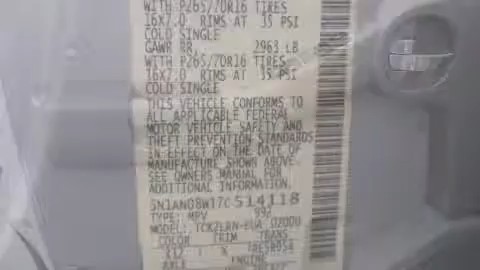 WITH P265/70R16 TIRES
16X7.0 RIMS AT 35 PSI
COLD SINGLE
GAWR RR. 2963 LB
WITH P265/70R16 TIRES
16X7.0 RIMS AT 35 PSI
COLD SINGLE
THIS VEHICLE CONFORMS TO
ALL APPLICABLE FEDERAL
MOTOR VEHICLE SAFETY AND
THEFT PREVENTION STANDARDS
IN EFFECT ON THE DATE OF
MANUFACTURE SHOWN ABOVE.
SEE OWNERS MANUAL FOR
ADDITIONAL INFORMATION.
5N1AN08W17C514118
TYPE: MPV 992
COLOR TRIM
AXLE ENGINE